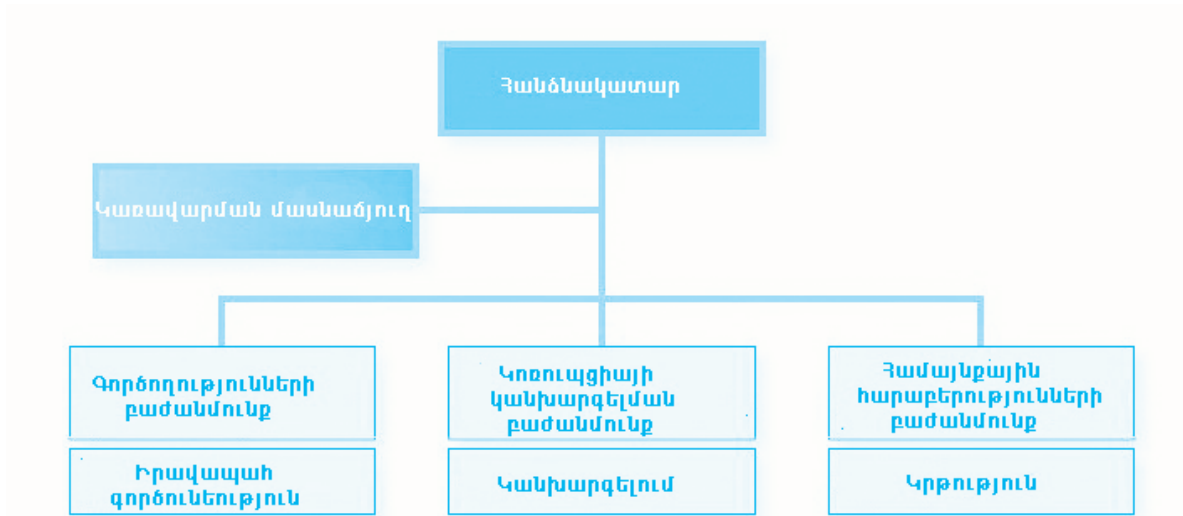 Հանձնակատար
Կառավարման մասնաճյուղ
Գործողությունների
բաժանմունք
Կոռուպցիայի
կանխարգելման
բաժանմունք
Համայնքային
հարաբերությունների
բաժանմունք
Իրավապահ
գործունեություն
Կանխարգելում
Կրթություն